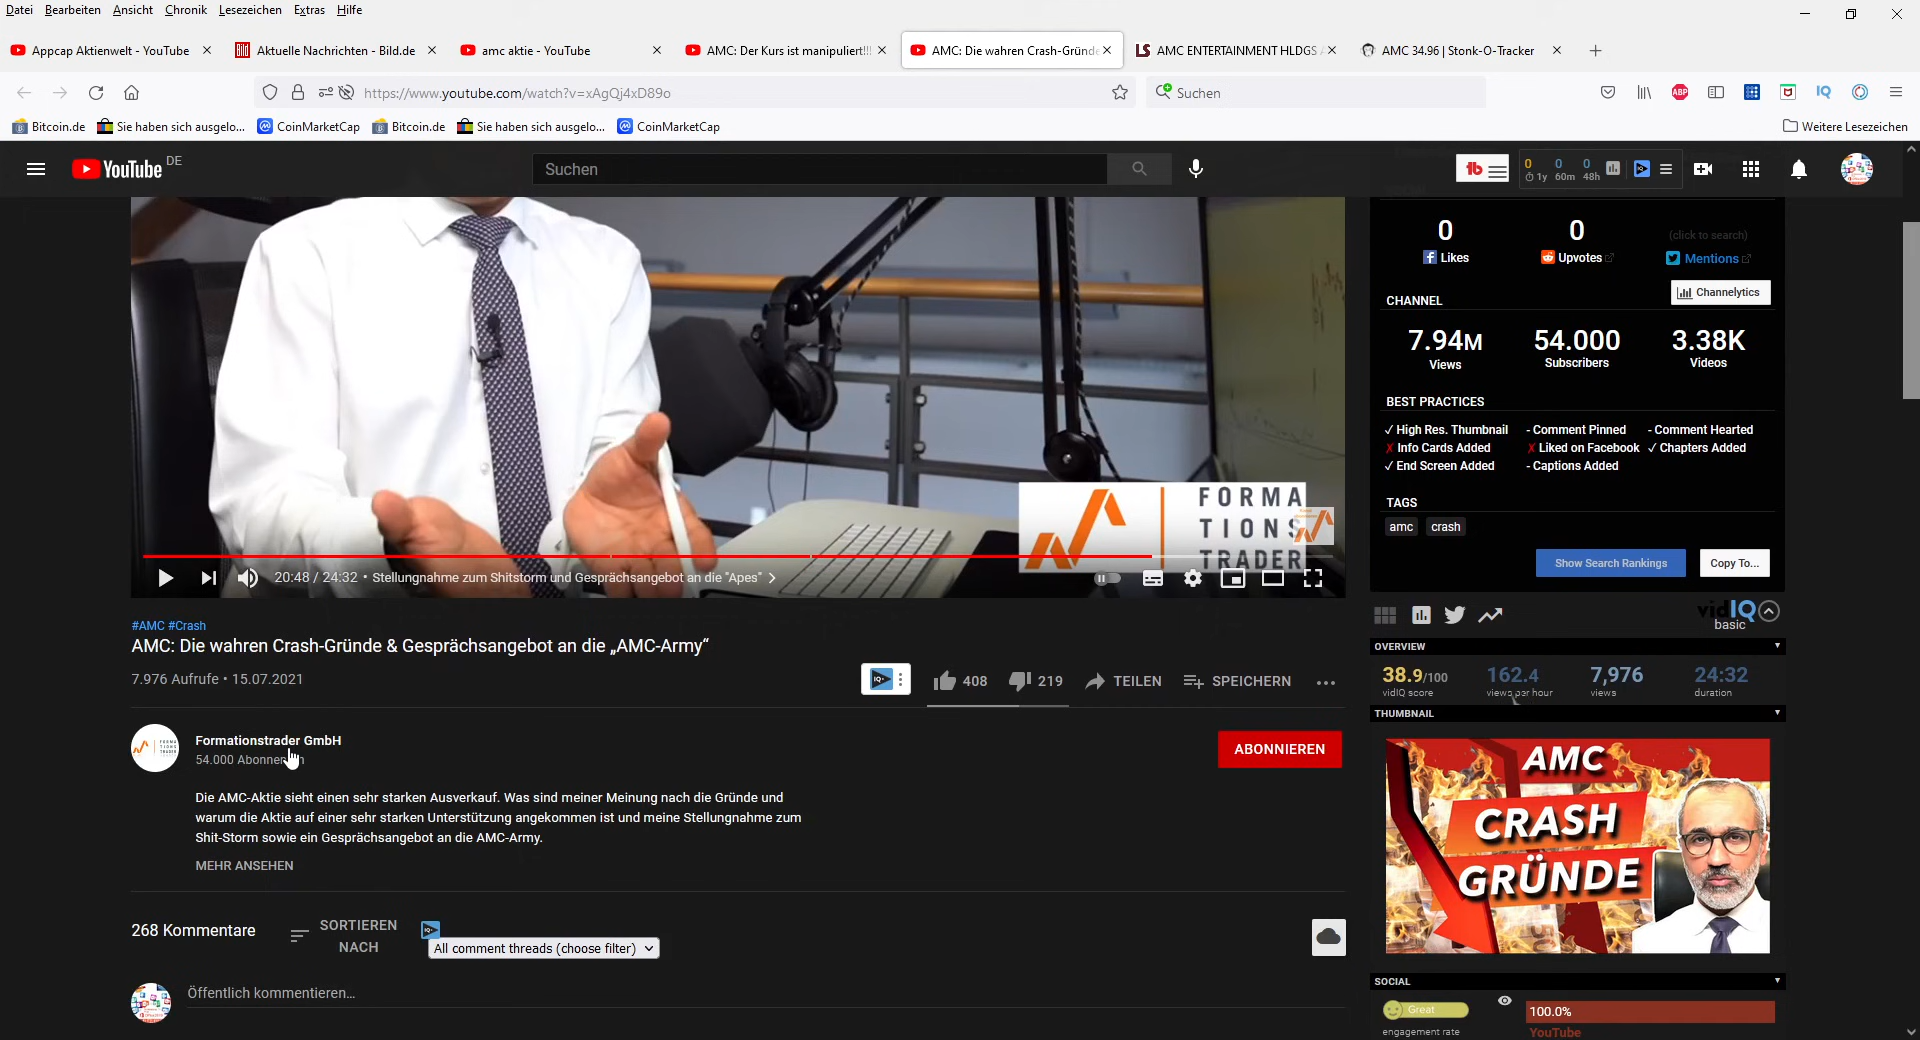 Datei Bearbeiten Ansicht Chronik Lesezeichen Extras Hilfe
Appcap Aktienwelt - YouTube
Aktuelle Nachrichten - Bild.de
amc aktie - YouTube
AMC: Der Kurs ist manipuliert!!!
AMC: Die wahren Crash-Gründe
AMC ENTERTAINMENT HLDGS
AMC 34.96 | Stonk-O-Tracker
https://www.youtube.com/watch?v=xAgQj4xD89o
Suchen
ABP
IQ
Bitcoin.de
Sie haben sich ausgelo...
CoinMarketCap
Bitcoin.de
Sie haben sich ausgelo...
CoinMarketCap
Weitere Lesezeichen
YouTube DE
Suchen
0 0 0
1y 60m 48h
0 0 (click to search)
Likes Upvotes Mentions
CHANNEL
Channelytics
7.94M 54.000 3.38K
Views Subscribers Videos
BEST PRACTICES
✓ High Res. Thumbnail - Comment Pinned - Comment Hearted
✗ Info Cards Added ✗ Liked on Facebook ✓ Chapters Added
✓ End Screen Added - Captions Added
TAGS
amc crash
Show Search Rankings Copy To...
FORMA
TIONS
TRADER
20:48 / 24:32 • Stellungnahme zum Shitstorm und Gesprächsangebot an die "Apes"
#AMC #Crash
AMC: Die wahren Crash-Gründe & Gesprächsangebot an die „AMC-Army“
7.976 Aufrufe • 15.07.2021
408 219 TEILEN SPEICHERN
Formationstrader GmbH
54.000
ABONNIEREN
Die AMC-Aktie sieht einen sehr starken Ausverkauf. Was sind meiner Meinung nach die Gründe und
warum die Aktie auf einer sehr starken Unterstützung angekommen ist und meine Stellungnahme zum
Shit-Storm sowie ein Gesprächsangebot an die AMC-Army.
MEHR ANSEHEN
268 Kommentare
SORTIEREN
NACH
All comment threads (choose filter)
Öffentlich kommentieren...
vidIQ
basic
OVERVIEW
38.9/100 162.4 7,976 24:32
vidIQ score views per hour views duration
THUMBNAIL
AMC
CRASH
GRÜNDE
SOCIAL
Great
engagement rate
100.0%
YouTube